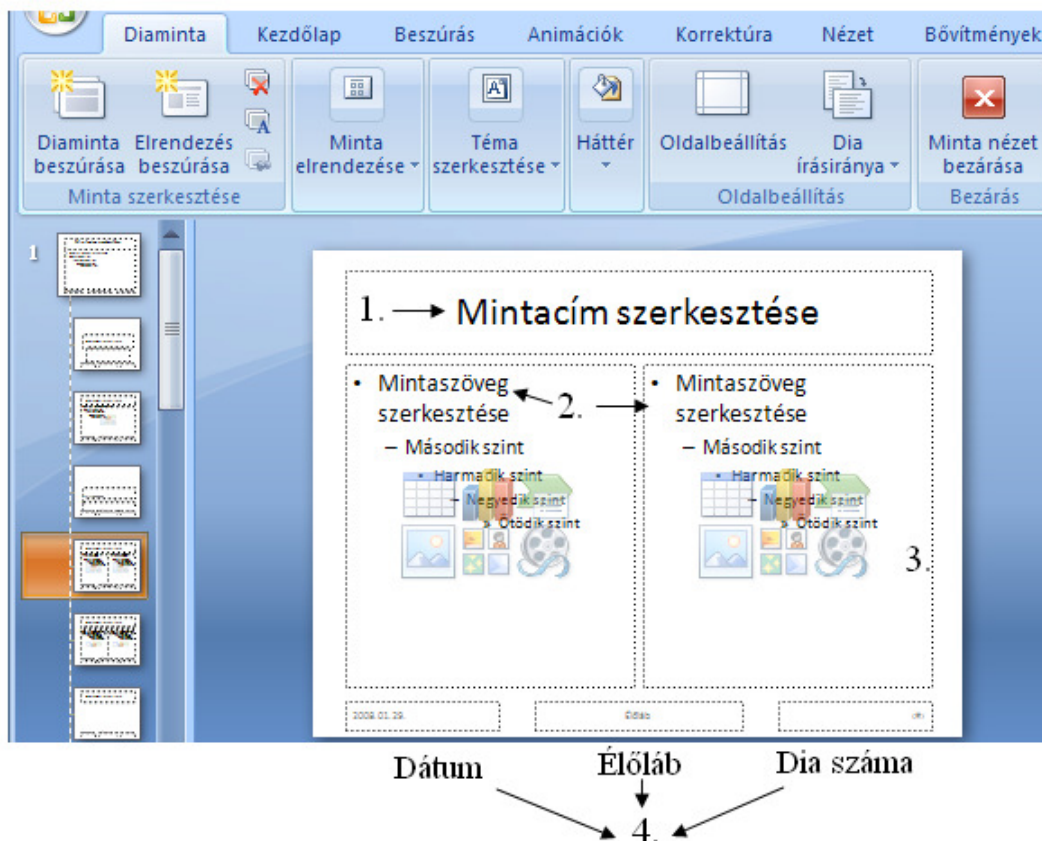 Diaminta Kezdőlap Beszúrás Animációk Korrektúra Nézet Bővítmények
Diaminta beszúrása
Elrendezés beszúrása
Minta elrendezése
Téma szerkesztése
Háttér
Oldalbeállítás
Dia írásiránya
Minta nézet bezárása
Minta szerkesztése
Oldalbeállítás
Bezárás
1
1. Mintacím szerkesztése
• Mintaszöveg
szerkesztése
– Második szint
• Harmadik szint
– Negyedik szint
» Ötödik szint
2.
• Mintaszöveg
szerkesztése
– Második szint
• Harmadik szint
– Negyedik szint
» Ötödik szint
3.
Élőláb
Dátum Élőláb Dia száma
4.